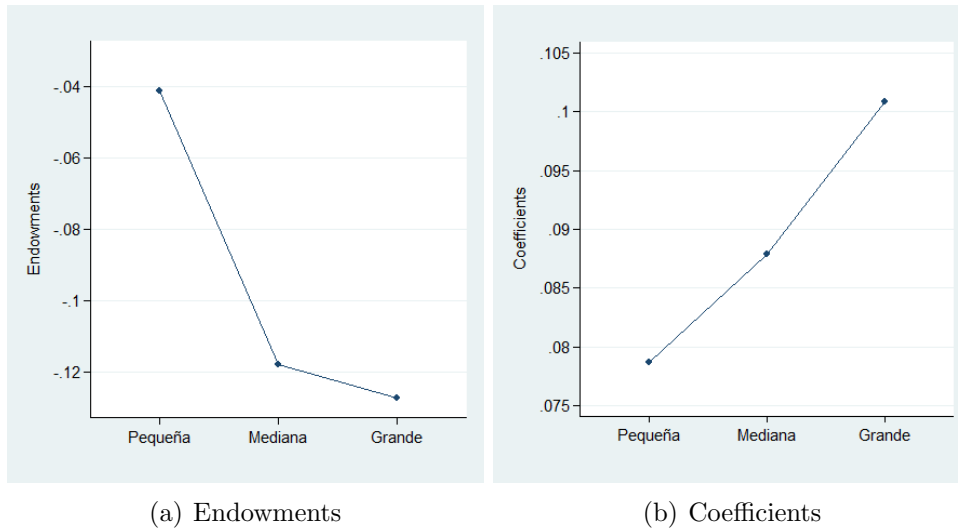 Endowments
-.04
-.06
-.08
-.1
-.12
Pequeña Mediana Grande
(a) Endowments
Coefficients
.105
.1
.095
.09
.085
.08
.075
Pequeña Mediana Grande
(b) Coefficients